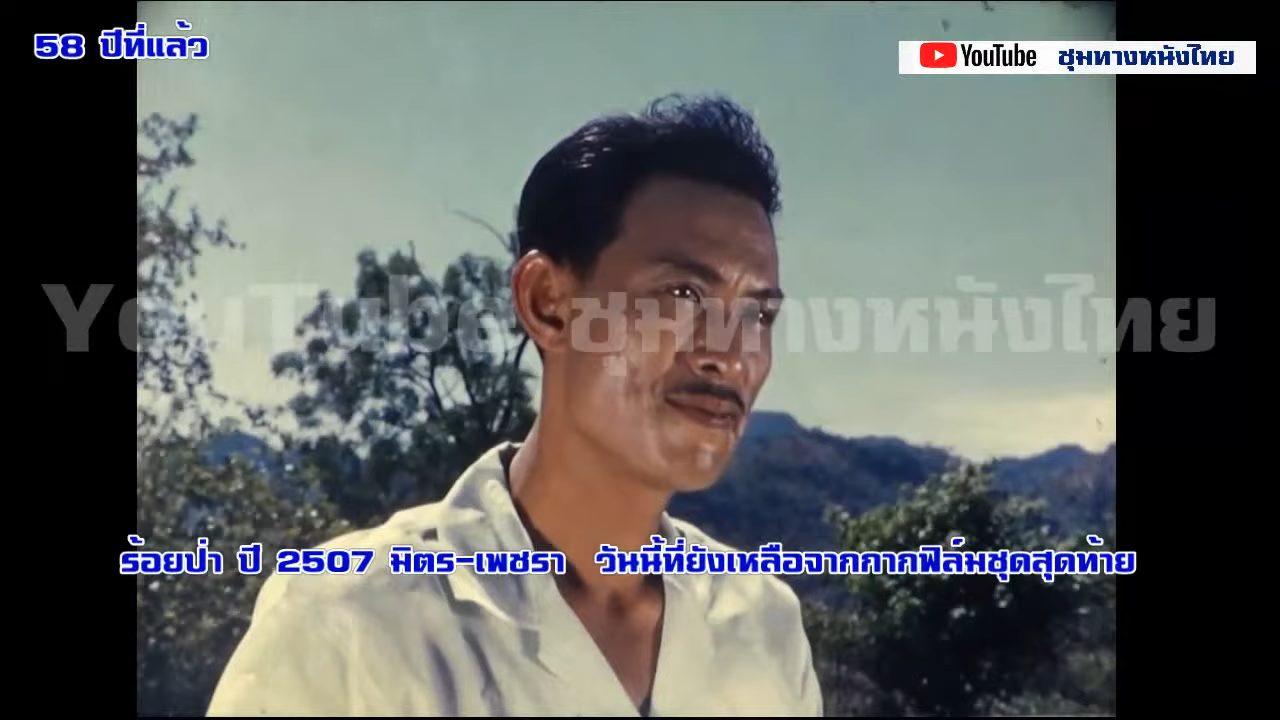 58 ปีที่แล้ว
YouTube ชุมทางหนังไทย
YouTube ชุมทางหนังไทย
ร้อยป่า ปี 2507 มิตร-เพชรา วันนี้ที่ยังเหลือจากกากฟิล์มชุดสุดท้าย